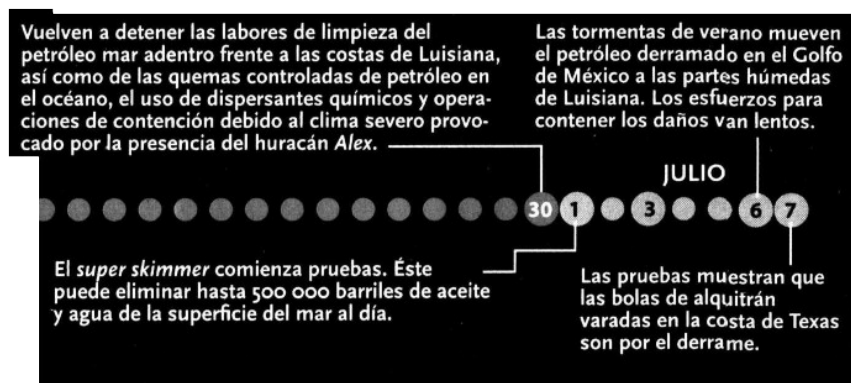 Vuelven a detener las labores de limpieza del
petróleo mar adentro frente a las costas de Luisiana,
así como de las quemas controladas de petróleo en
el océano, el uso de dispersantes químicos y opera-
ciones de contención debido al clima severo provo-
cado por la presencia del huracán Alex.
Las tormentas de verano mueven
el petróleo derramado en el Golfo
de México a las partes húmedas
de Luisiana. Los esfuerzos para
contener los daños van lentos.
JULIO
30 1 3 6 7
El super skimmer comienza pruebas. Éste
puede eliminar hasta 500 000 barriles de aceite
y agua de la superficie del mar al día.
Las pruebas muestran que
las bolas de alquitrán
varadas en la costa de Texas
son por el derrame.